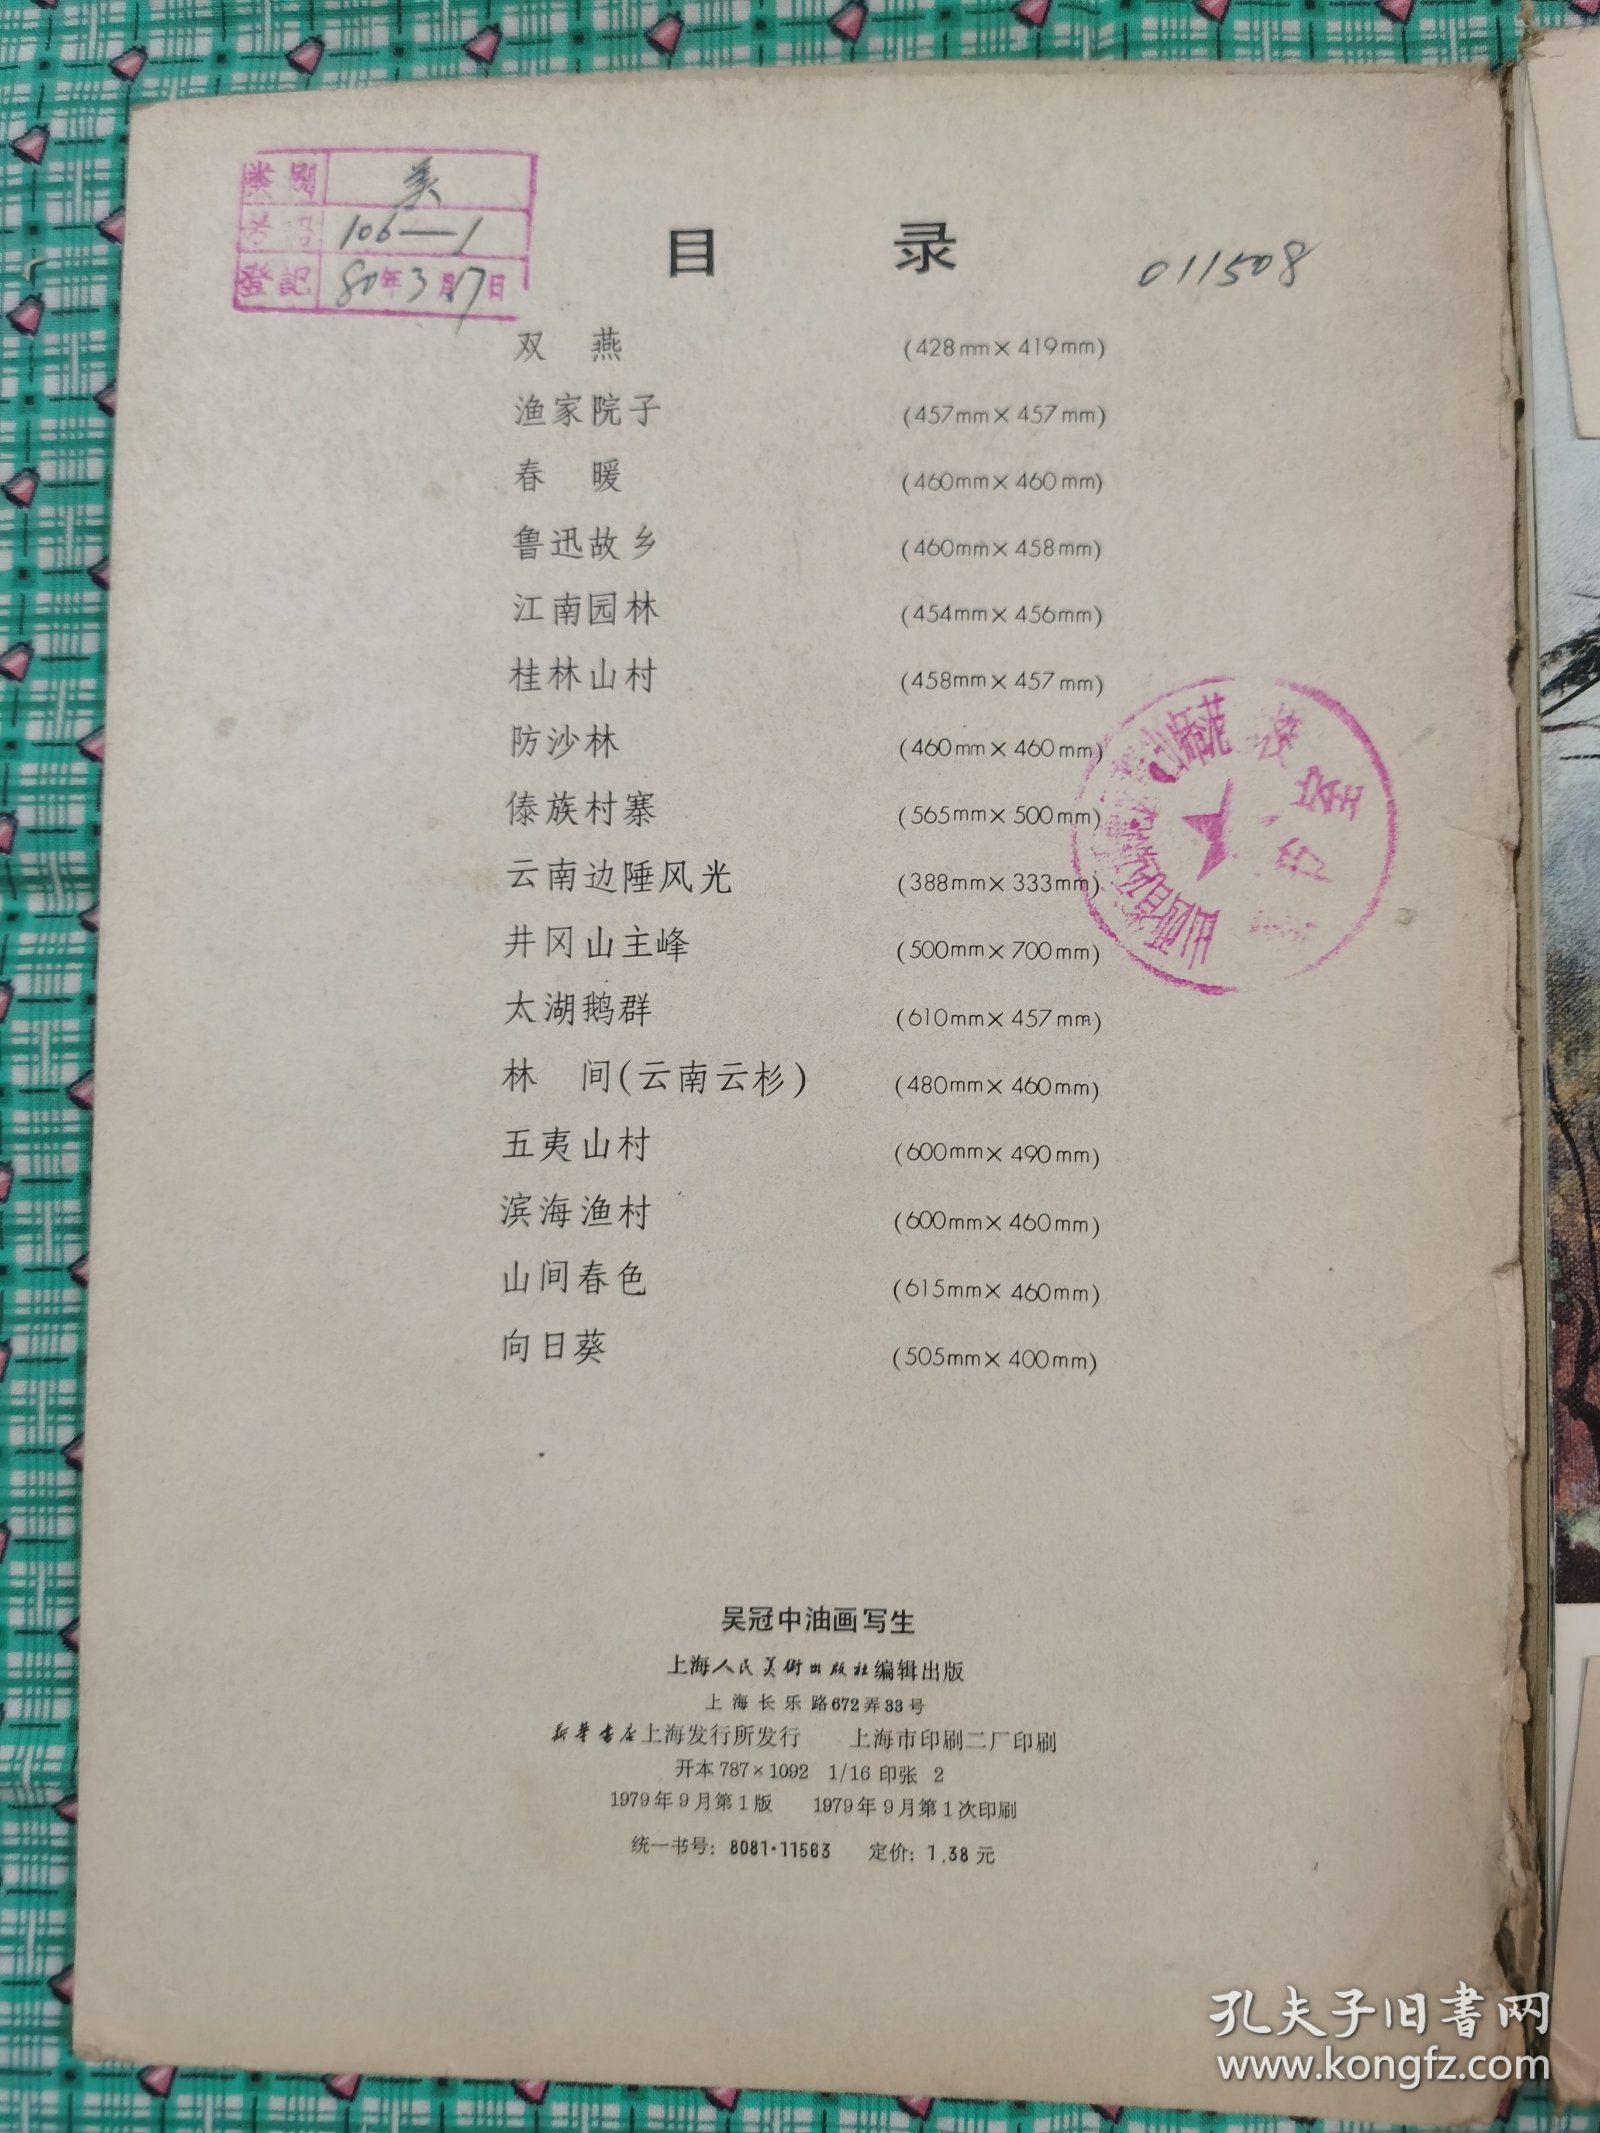 类别 美
号码 106—1
登記 80年3月17日
目 录
011508
双 燕 (428mm×419mm)
渔家院子 (457mm×457mm)
春 暖 (460mm×460mm)
鲁迅故乡 (460mm×458mm)
江南园林 (454mm×456mm)
桂林山村 (458mm×457mm)
防沙林 (460mm×460mm)
傣族村寨 (565mm×500mm)
云南边陲风光 (388mm×333mm)
井冈山主峰 (500mm×700mm)
太湖鹅群 (610mm×457mm)
林 间(云南云杉) (480mm×460mm)
五夷山村 (600mm×490mm)
滨海渔村 (600mm×460mm)
山间春色 (615mm×460mm)
向日葵 (505mm×400mm)
吴冠中油画写生
上海人民美術出版社编辑出版
上海长乐路672弄33号
新华书店上海发行所发行 上海市印刷二厂印刷
开本 787×1092 1/16 印张 2
1979年9月第1版 1979年9月第1次印刷
统一书号：8081·11563 定价：1.38元
孔夫子旧书网
www.kongfz.com